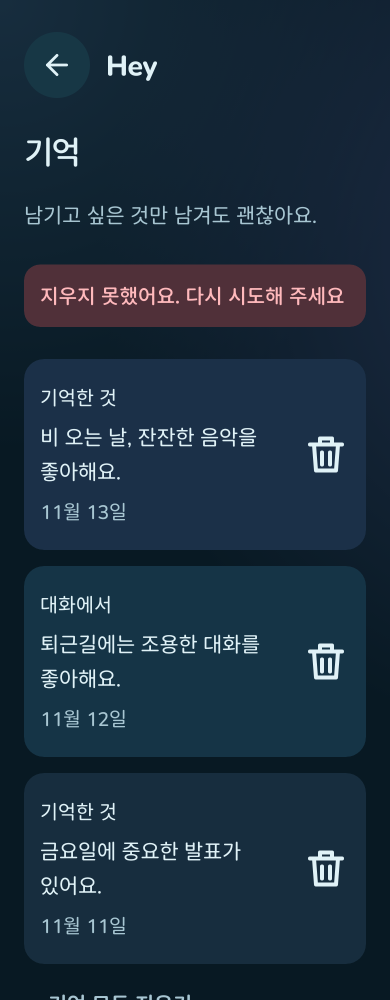 Hey
기억
남기고 싶은 것만 남겨도 괜찮아요.
지우지 못했어요. 다시 시도해 주세요
기억한 것
비 오는 날, 잔잔한 음악을
좋아해요.
11월 13일
대화에서
퇴근길에는 조용한 대화를
좋아해요.
11월 12일
기억한 것
금요일에 중요한 발표가
있어요.
11월 11일